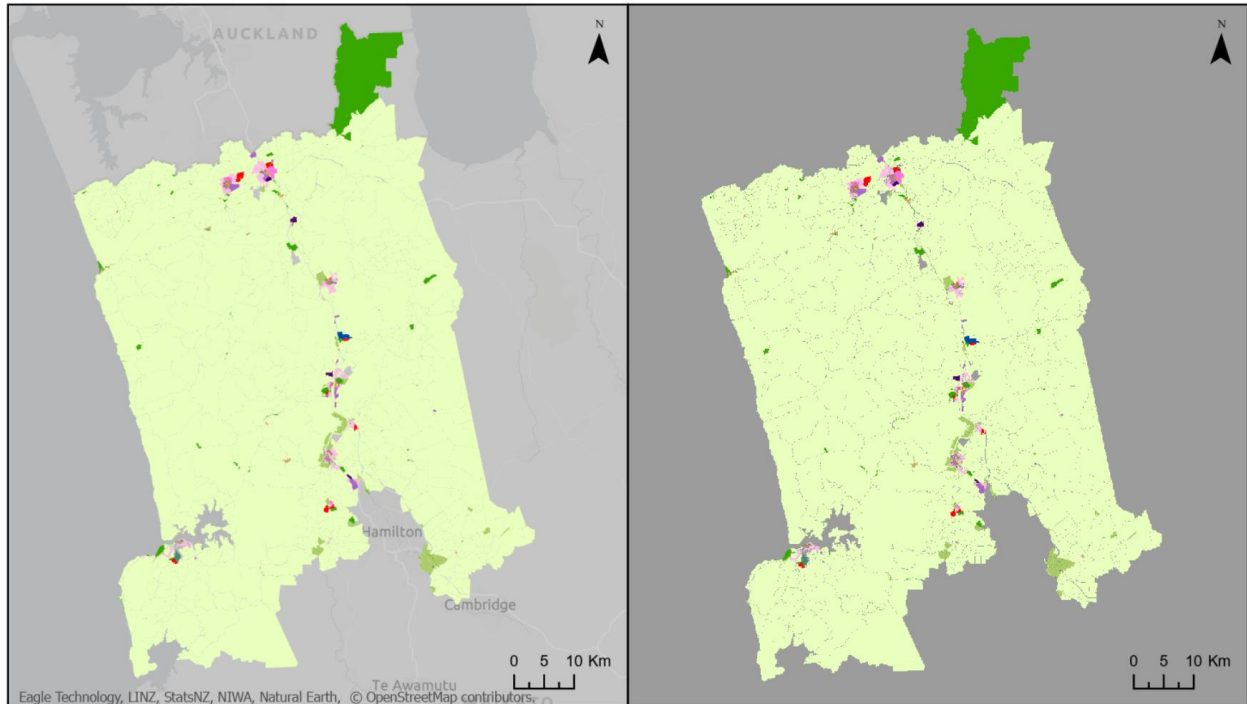 AUCKLAND
N
N
Hamilton
Cambridge
0 5 10 Km
0 5 10 Km
Te Awamutu
Eagle Technology, LINZ, StatsNZ, NIWA, Natural Earth, © OpenStreetMap contributors.